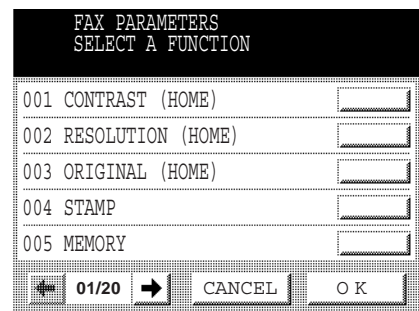 FAX PARAMETERS
SELECT A FUNCTION
001 CONTRAST (HOME)
002 RESOLUTION (HOME)
003 ORIGINAL (HOME)
004 STAMP
005 MEMORY
01/20 CANCEL OK